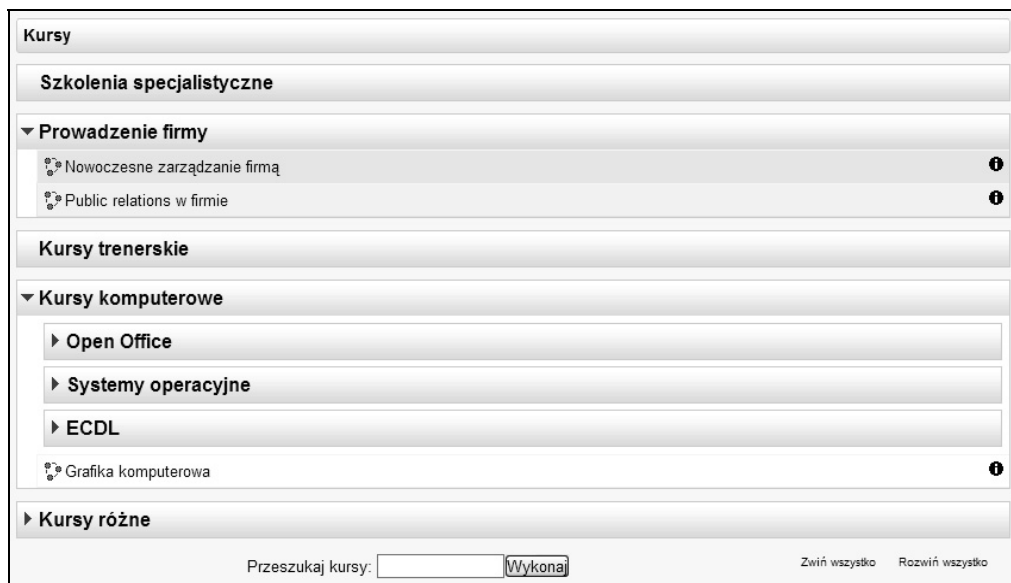 Kursy
Szkolenia specjalistyczne
Prowadzenie firmy
Nowoczesne zarządzanie firmą
Public relations w firmie
Kursy trenerskie
Kursy komputerowe
Open Office
Systemy operacyjne
ECDL
Grafika komputerowa
Kursy różne
Przeszukaj kursy: Wykonaj Zwiń wszystko Rozwiń wszystko